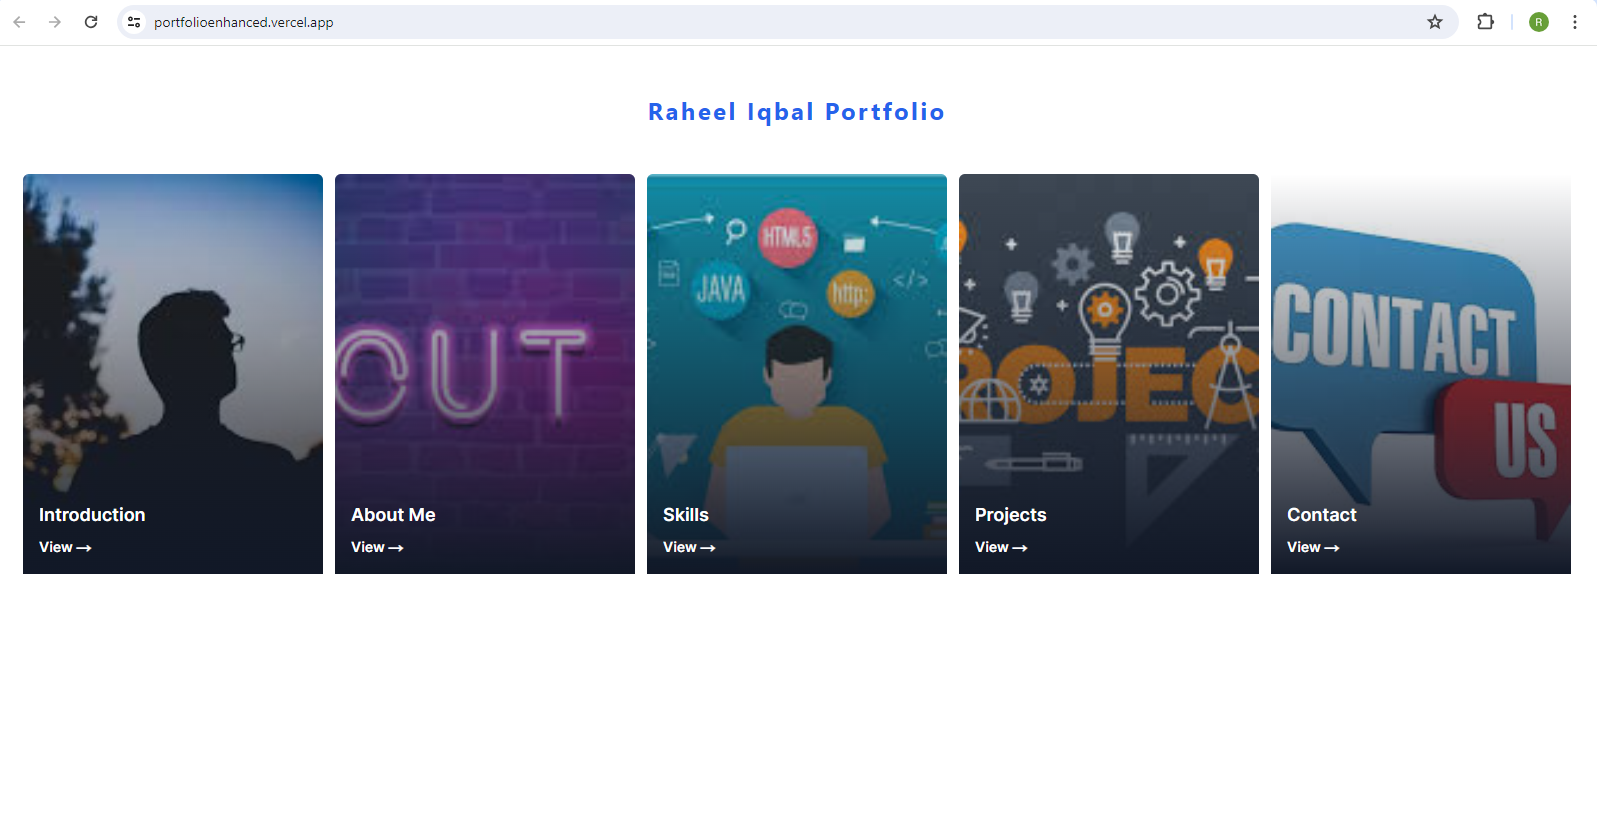 portfolioenhanced.vercel.app
R
Raheel Iqbal Portfolio
HTML5
JAVA
http:
</>
OUT
ROJEC
CONTACT
US
Introduction
About Me
Skills
Projects
Contact
View →
View →
View →
View →
View →